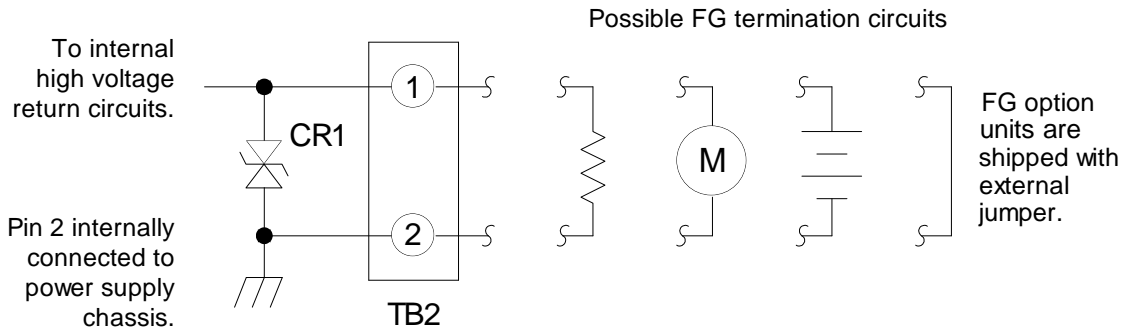 Possible FG termination circuits
To internal
high voltage
return circuits.
1
CR1
M
FG option
units are
shipped with
external
jumper.
Pin 2 internally
connected to
power supply
chassis.
2
TB2